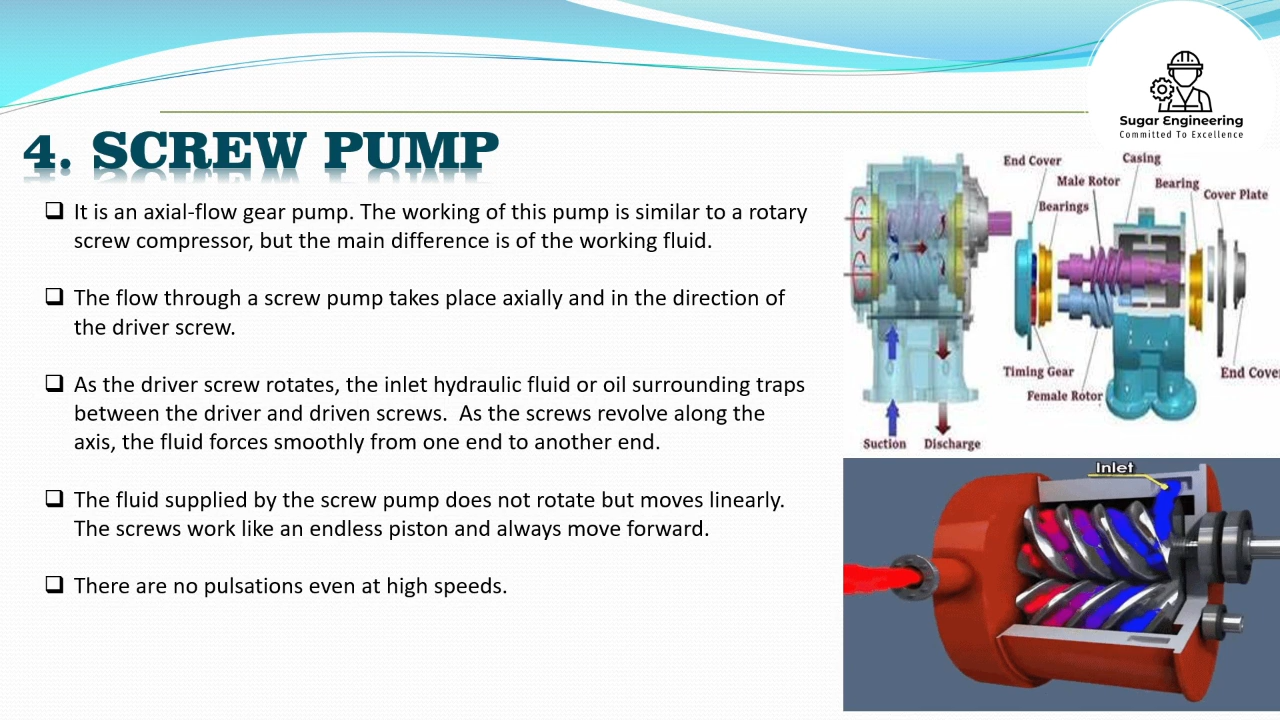 Sugar Engineering
Committed To Excellence
4. SCREW PUMP
❑ It is an axial-flow gear pump. The working of this pump is similar to a rotary
screw compressor, but the main difference is of the working fluid.
❑ The flow through a screw pump takes place axially and in the direction of
the driver screw.
❑ As the driver screw rotates, the inlet hydraulic fluid or oil surrounding traps
between the driver and driven screws.  As the screws revolve along the
axis, the fluid forces smoothly from one end to another end.
❑ The fluid supplied by the screw pump does not rotate but moves linearly.
The screws work like an endless piston and always move forward.
❑ There are no pulsations even at high speeds.
End Cover
Casing
Male Rotor
Bearing
Cover Plate
Bearings
Timing Gear
End Cove
Female Rotor
Suction
Discharge
Inlet